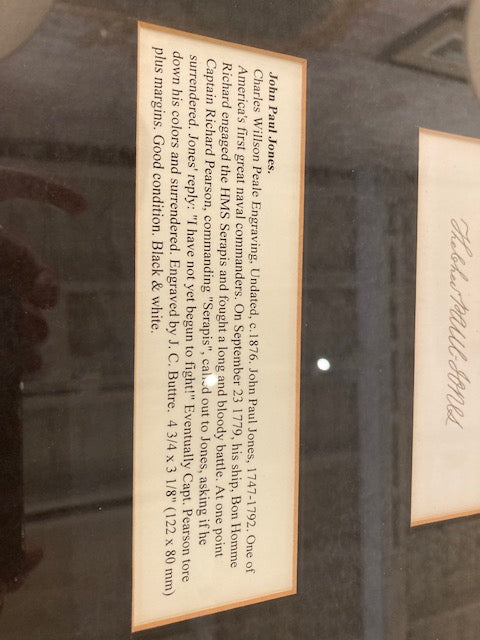 John Paul Jones.
Charles Willson Peale Engraving, Undated, c.1876. John Paul Jones, 1747-1792. One of
America's first great naval commanders. On September 23 1779, his ship, Bon Homme
Richard engaged the HMS Serapis and fought a long and bloody battle. At one point
Captain Richard Pearson, commanding "Serapis", called out to Jones, asking if he
surrendered. Jones' reply: "I have not yet begun to fight!" Eventually Capt. Pearson tore
down his colors and surrendered. Engraved by J. C. Buttre. 4 3/4 x 3 1/8" (122 x 80 mm)
plus margins. Good condition. Black & white.
PAUL JONES